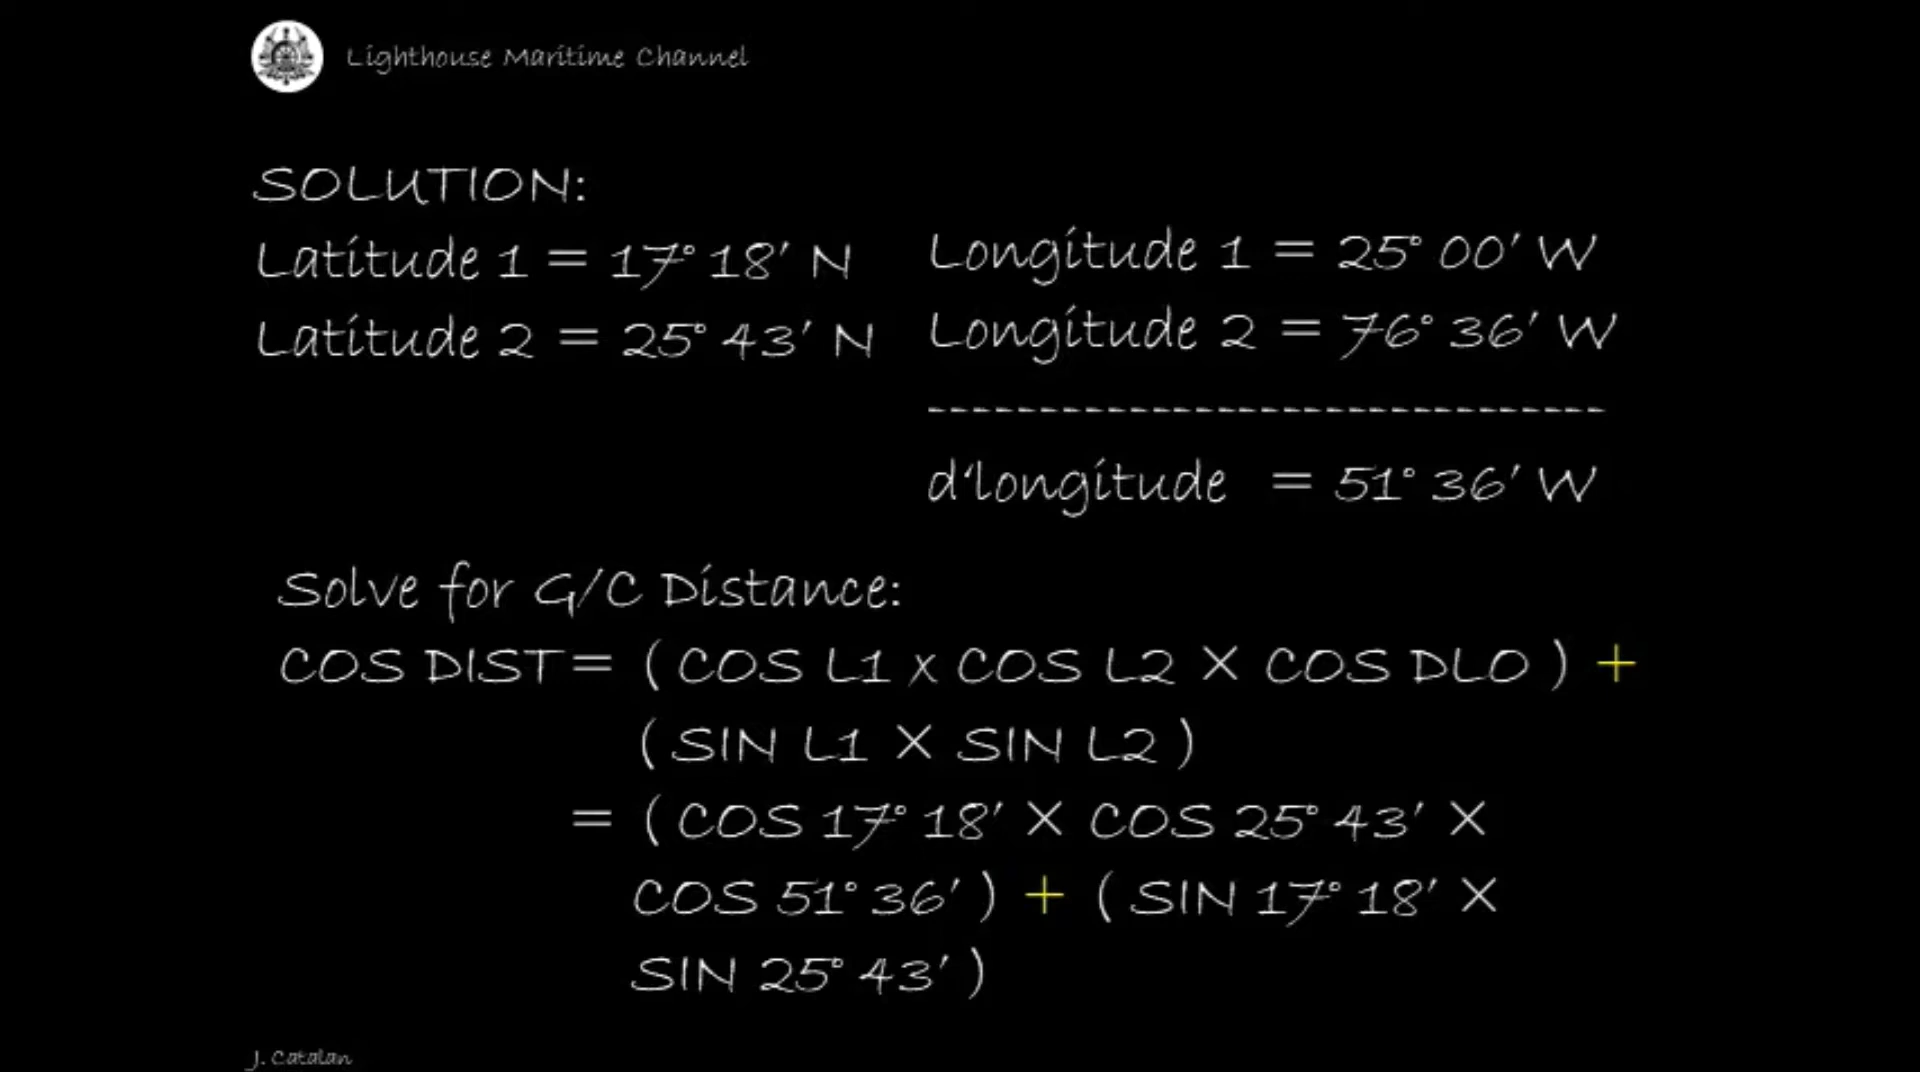 Lighthouse Maritime Channel
SOLUTION:
Latitude 1 = 17° 18' N
Latitude 2 = 25° 43' N
Longitude 1 = 25° 00' W
Longitude 2 = 76° 36' W
-------------------------------
d'longitude = 51° 36' W
Solve for G/C Distance:
COS DIST = ( COS L1 x COS L2 X COS DLO ) +
( SIN L1 X SIN L2 )
= ( COS 17° 18' X COS 25° 43' X
COS 51° 36' ) + ( SIN 17° 18' X
SIN 25° 43' )
J. Catalan